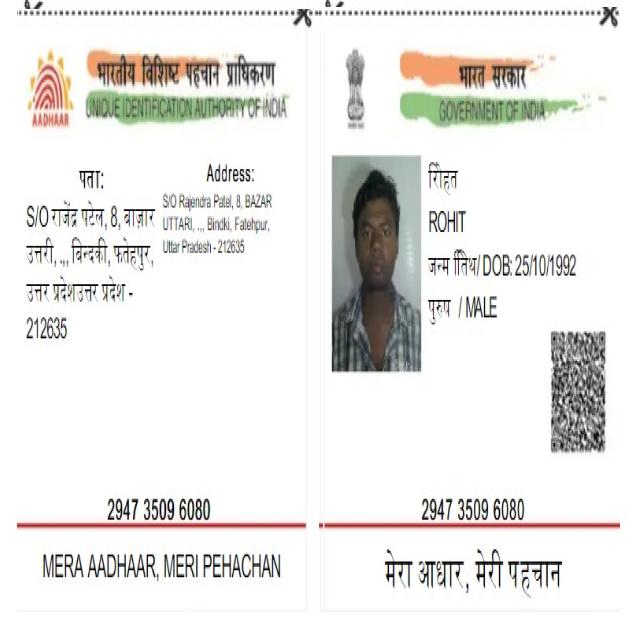 भारतीय विशिष्ट पहचान प्राधिकरण
UNIQUE IDENTIFICATION AUTHORITY OF INDIA
AADHAAR
पता:
S/O राजेंद्र पटेल, 8, बाज़ार
उत्तरी, .,, बिन्दकी, फतेहपुर,
उत्तर प्रदेशउत्तर प्रदेश -
212635
Address:
S/O Rajendra Patel, 8, BAZAR
UTTARI, .,, Bindki, Fatehpur,
Uttar Pradesh - 212635
2947 3509 6080
MERA AADHAAR, MERI PEHACHAN
भारत सरकार
GOVERNMENT OF INDIA
रोहित
ROHIT
जन्म तिथि/ DOB: 25/10/1992
पुरुष / MALE
2947 3509 6080
मेरा आधार, मेरी पहचान